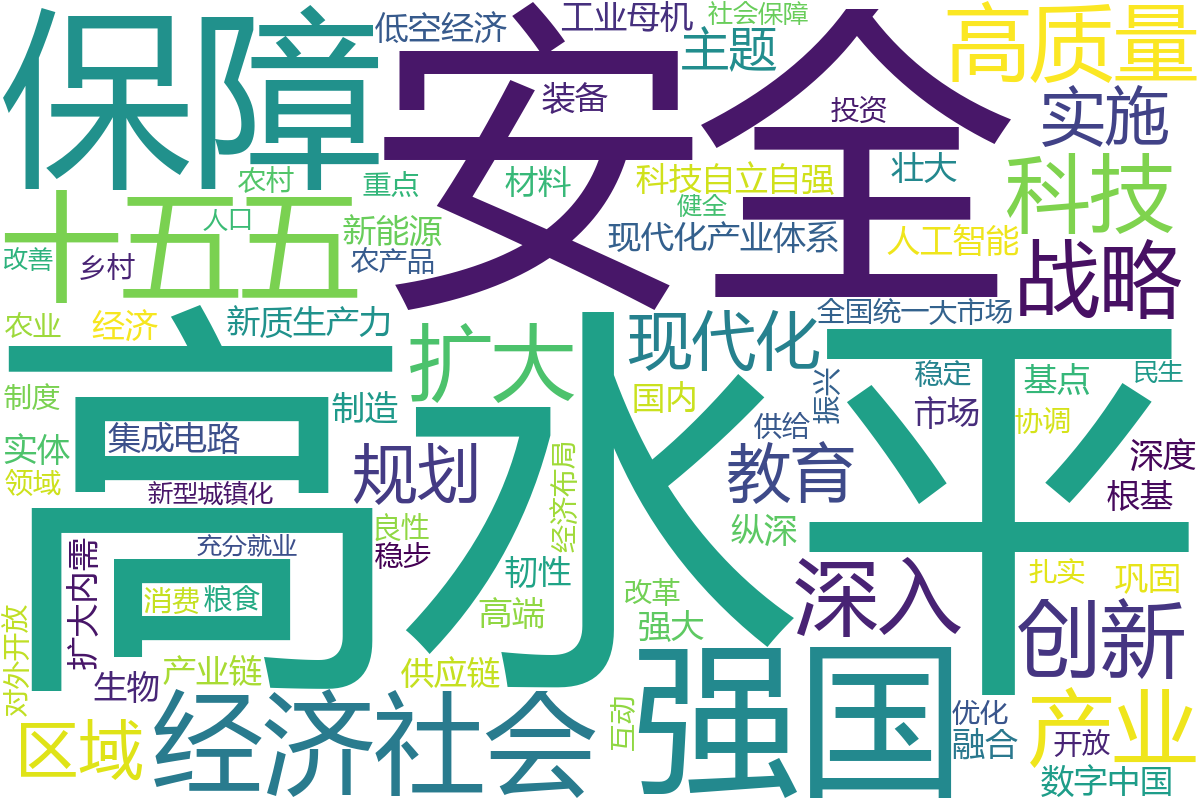 保障
安全
低空经济
工业母机
社会保障
主题
高质量
装备
投资
实施
农村
重点
材料
科技自立自强
壮大
科技
十五五
人口
新能源
健全
现代化产业体系
人工智能
改善
乡村
农产品
战略
高水平
农业
经济
新质生产力
扩大
现代化
全国统一大市场
制度
制造
国内
振兴
稳定
基点
民生
实体
集成电路
规划
经济布局
供给
市场
协调
教育
深度
领域
新型城镇化
根基
良性
纵深
扩大内需
充分就业
稳步
韧性
深入
扎实
巩固
消费
粮食
高端
改革
强大
创新
对外开放
生物
产业链
供应链
强国
区域
经济社会
互动
优化
产业
融合
开放
数字中国